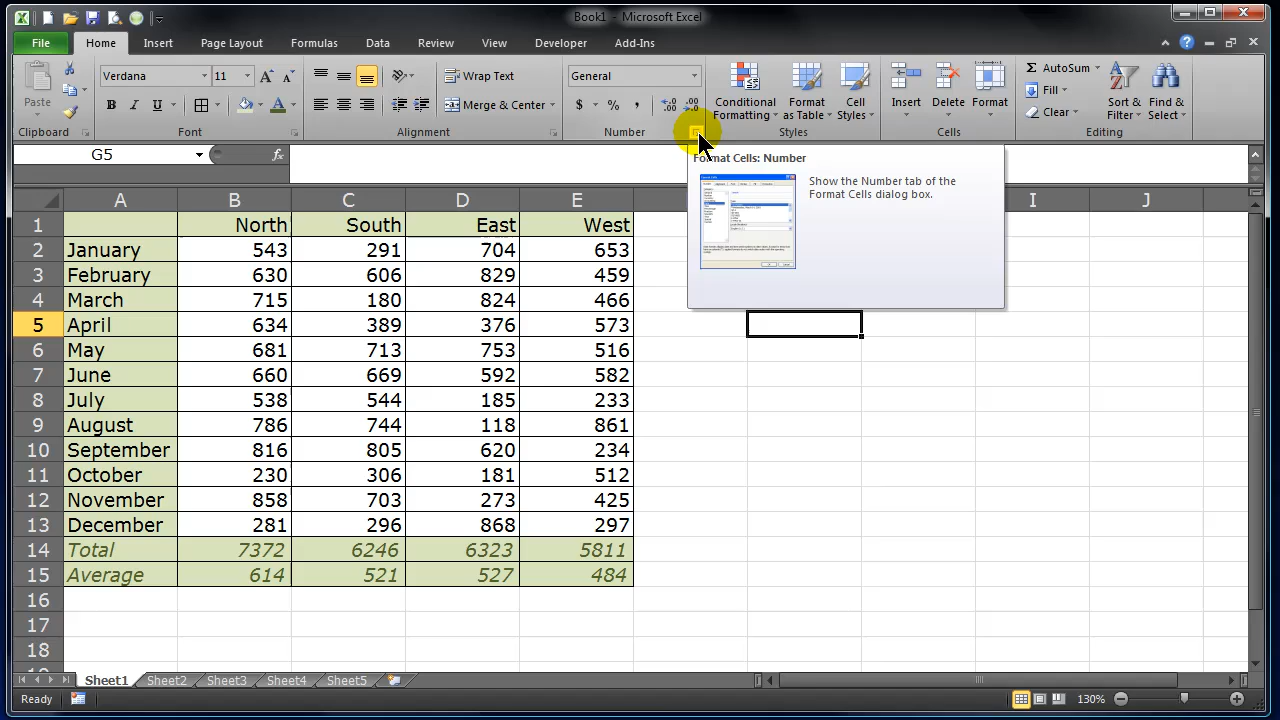 Book1 - Microsoft Excel
File Home Insert Page Layout Formulas Data Review View Developer Add-Ins
Verdana 11 Wrap Text General AutoSum
Paste Conditional Formatting Format as Table Cell Styles Insert Delete Format Fill Sort & Filter Find & Select
B I U Merge & Center $ % , Clear
Clipboard Font Alignment Number Styles Cells Editing
G5 fx
Format Cells: Number
Show the Number tab of the
Format Cells dialog box.
A B C D E I J
1 North South East West
2 January 543 291 704 653
3 February 630 606 829 459
4 March 715 180 824 466
5 April 634 389 376 573
6 May 681 713 753 516
7 June 660 669 592 582
8 July 538 544 185 233
9 August 786 744 118 861
10 September 816 805 620 234
11 October 230 306 181 512
12 November 858 703 273 425
13 December 281 296 868 297
14 Total 7372 6246 6323 5811
15 Average 614 521 527 484
16
17
18
Sheet1 Sheet2 Sheet3 Sheet4 Sheet5
Ready 130%